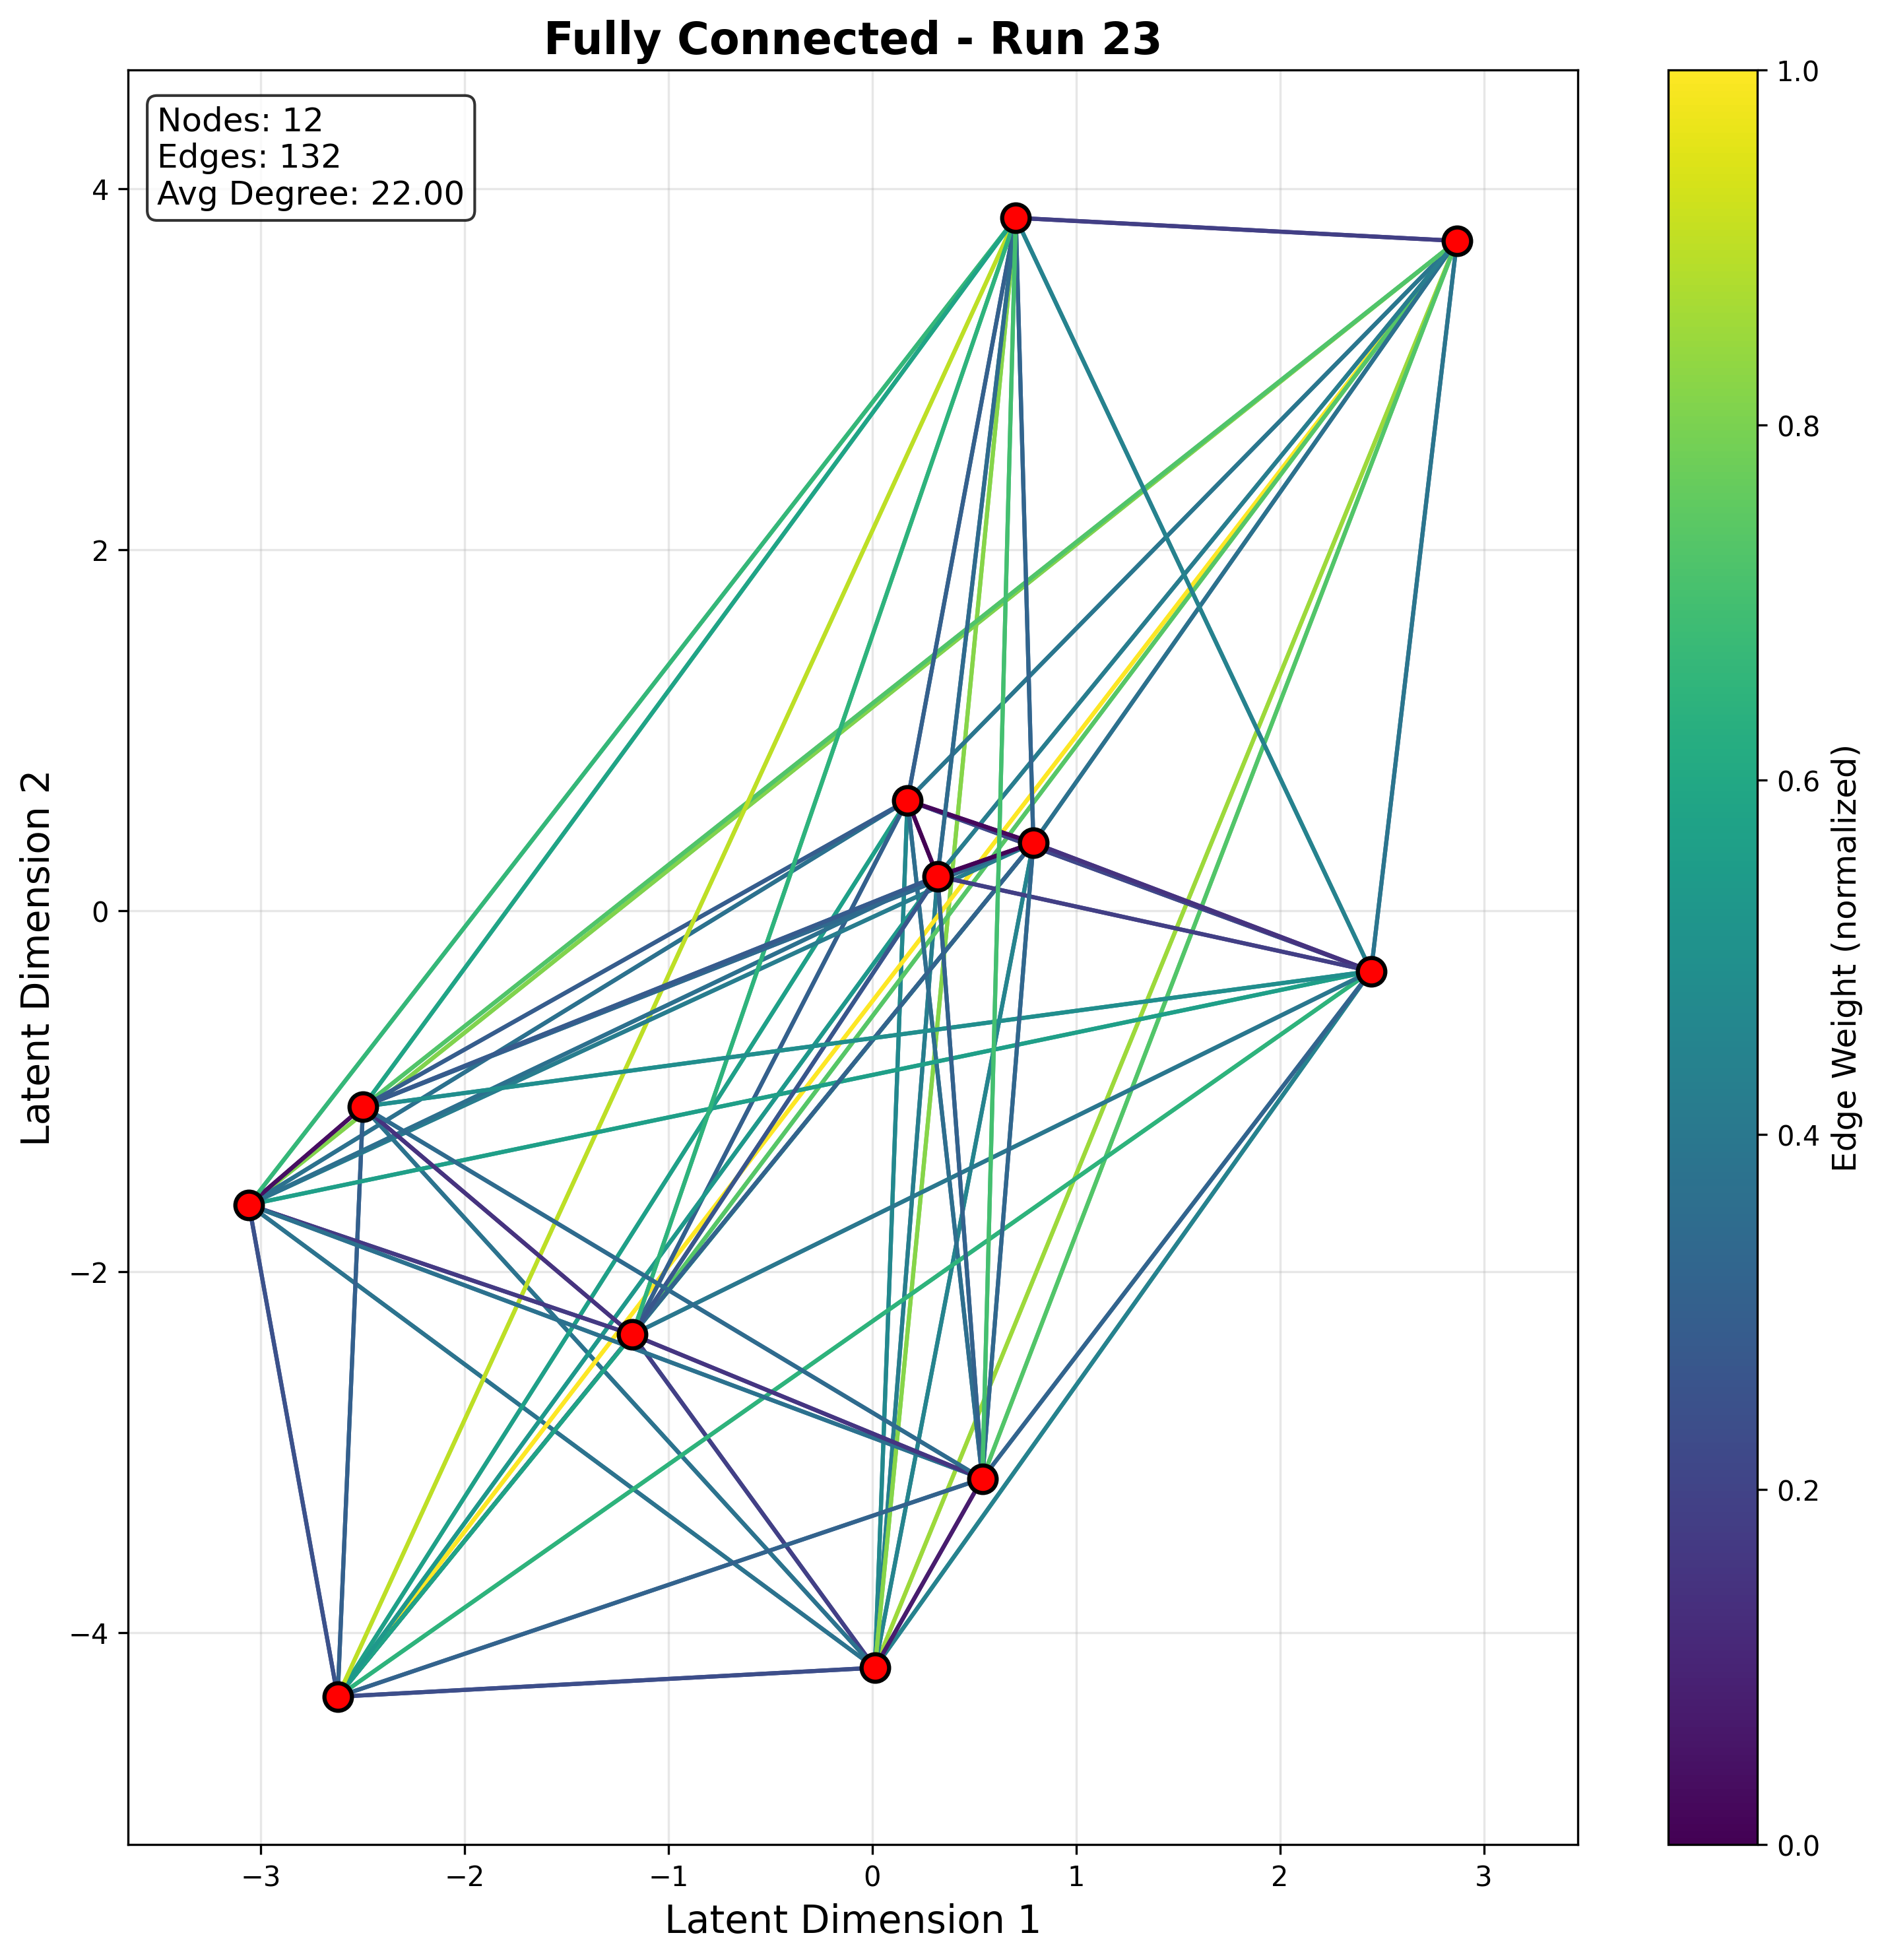 Fully Connected - Run 23
Nodes: 12
Edges: 132
Avg Degree: 22.00
4
2
0
−2
−4
Latent Dimension 2
−3
−2
−1
0
1
2
3
Latent Dimension 1
1.0
0.8
0.6
0.4
0.2
0.0
Edge Weight (normalized)